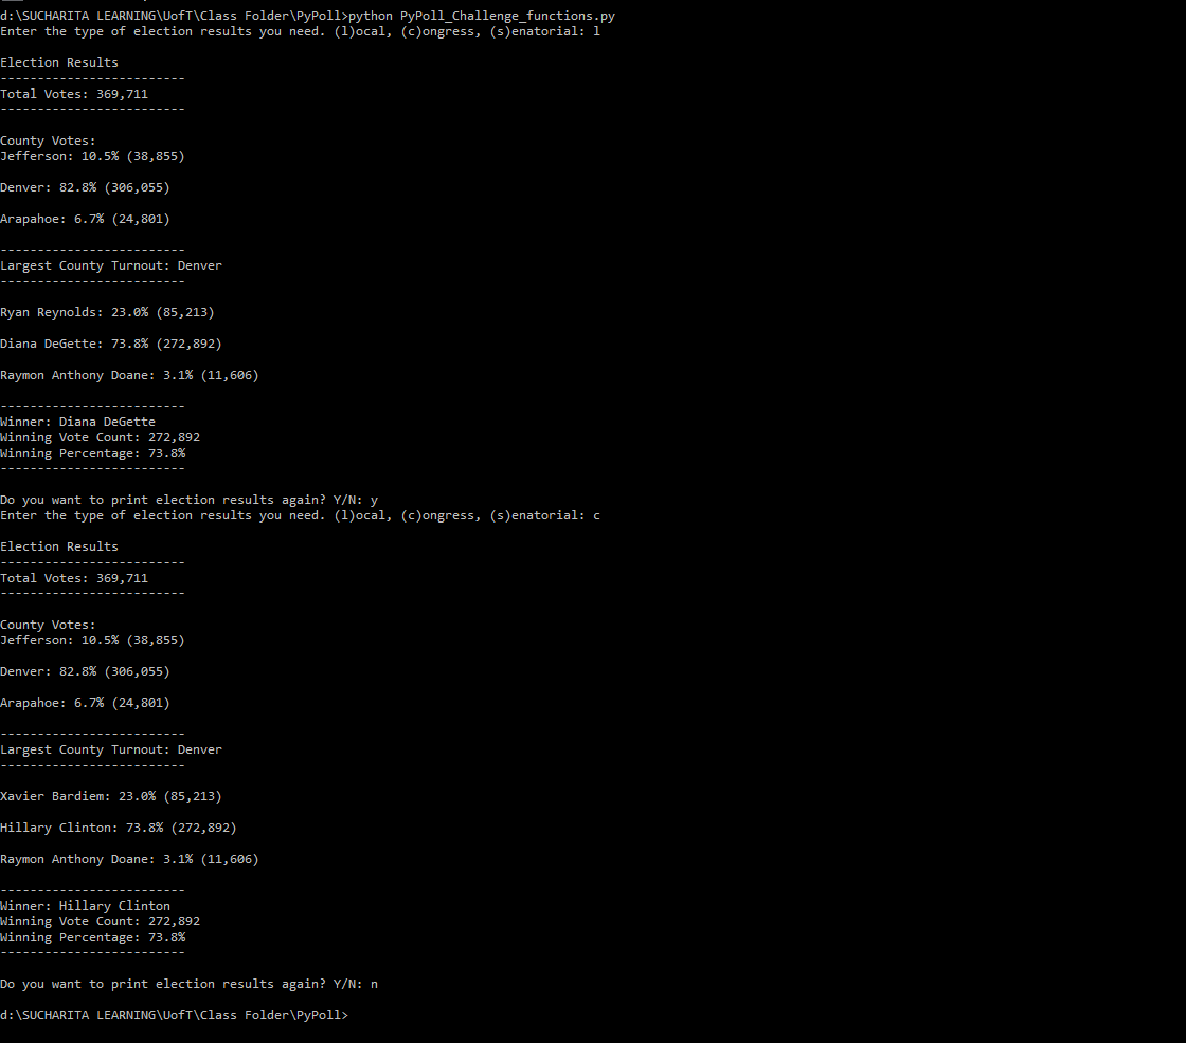 d:\SUCHARITA LEARNING\UofT\Class Folder\PyPoll>python PyPoll_Challenge_functions.py
Enter the type of election results you need. (l)ocal, (c)ongress, (s)enatorial: l
Election Results
-------------------------
Total Votes: 369,711
-------------------------
County Votes:
Jefferson: 10.5% (38,855)
Denver: 82.8% (306,055)
Arapahoe: 6.7% (24,801)
-------------------------
Largest County Turnout: Denver
-------------------------
Ryan Reynolds: 23.0% (85,213)
Diana DeGette: 73.8% (272,892)
Raymon Anthony Doane: 3.1% (11,606)
-------------------------
Winner: Diana DeGette
Winning Vote Count: 272,892
Winning Percentage: 73.8%
-------------------------
Do you want to print election results again? Y/N: y
Enter the type of election results you need. (l)ocal, (c)ongress, (s)enatorial: c
Election Results
-------------------------
Total Votes: 369,711
-------------------------
County Votes:
Jefferson: 10.5% (38,855)
Denver: 82.8% (306,055)
Arapahoe: 6.7% (24,801)
-------------------------
Largest County Turnout: Denver
-------------------------
Xavier Bardiem: 23.0% (85,213)
Hillary Clinton: 73.8% (272,892)
Raymon Anthony Doane: 3.1% (11,606)
-------------------------
Winner: Hillary Clinton
Winning Vote Count: 272,892
Winning Percentage: 73.8%
-------------------------
Do you want to print election results again? Y/N: n
d:\SUCHARITA LEARNING\UofT\Class Folder\PyPoll>